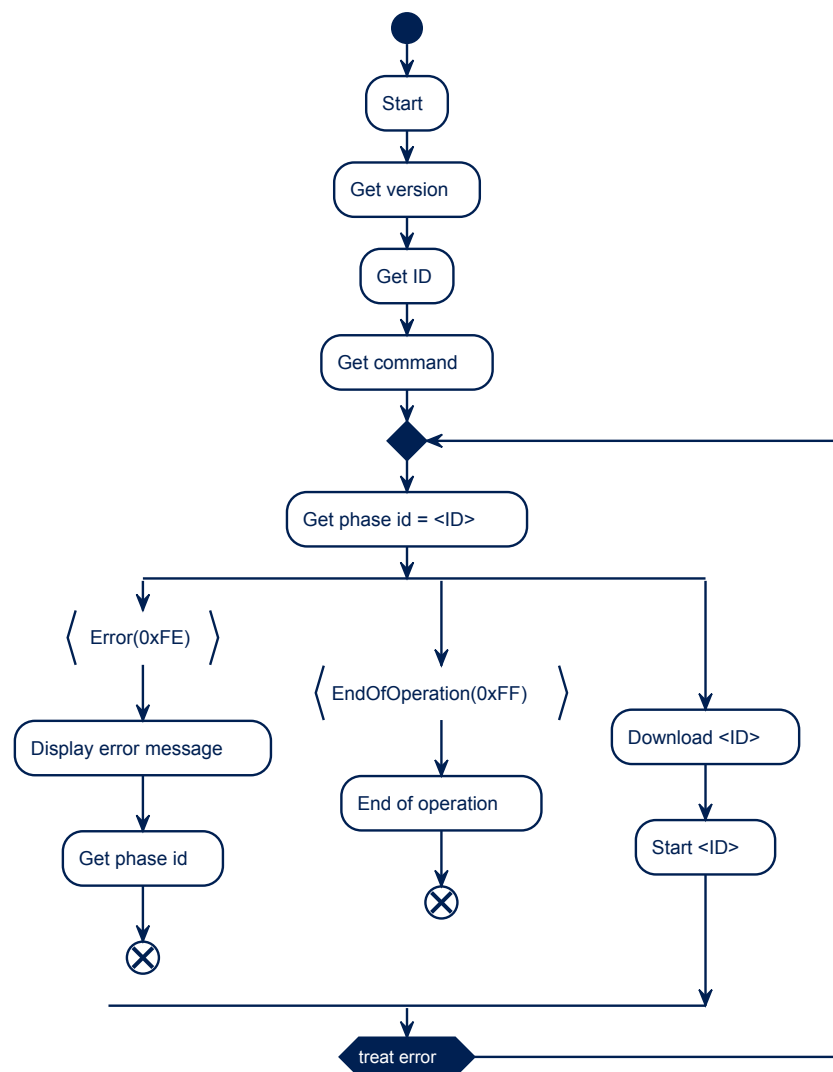 Start
Get version
Get ID
Get command
Get phase id = <ID>
Error(0xFE)
EndOfOperation(0xFF)
Display error message
Download <ID>
End of operation
Get phase id
Start <ID>
treat error